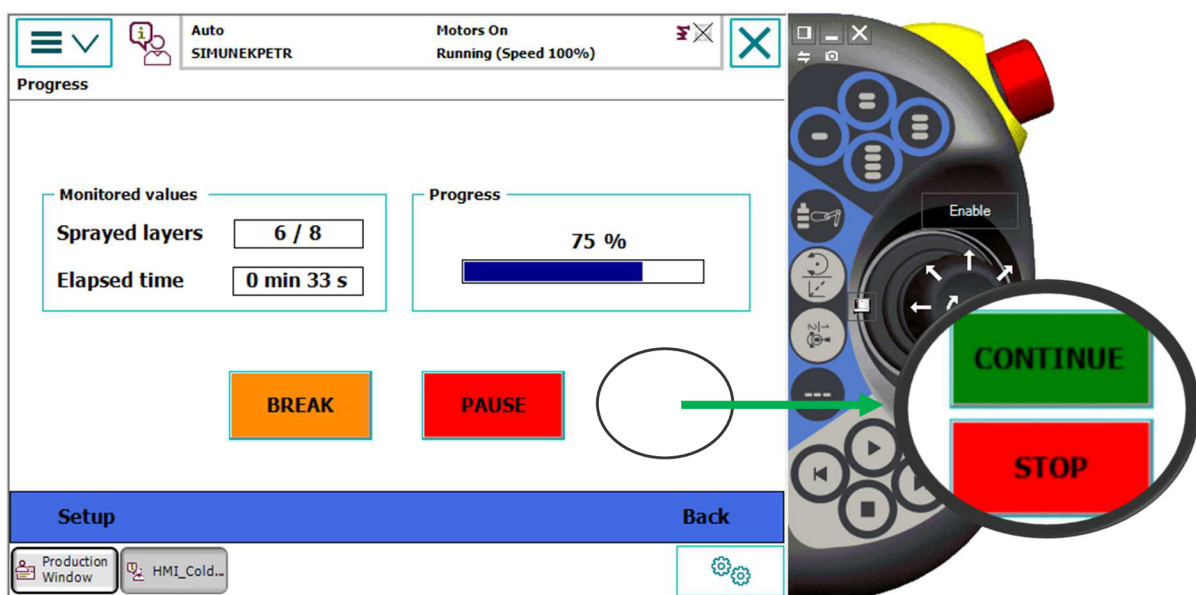 Auto
Motors On
SIMUNEKPETR
Running (Speed 100%)
Progress
Monitored values
Sprayed layers
6 / 8
Elapsed time
0 min 33 s
Progress
75 %
BREAK
PAUSE
Enable
CONTINUE
STOP
Setup
Back
Production
Window
HMI_Cold...